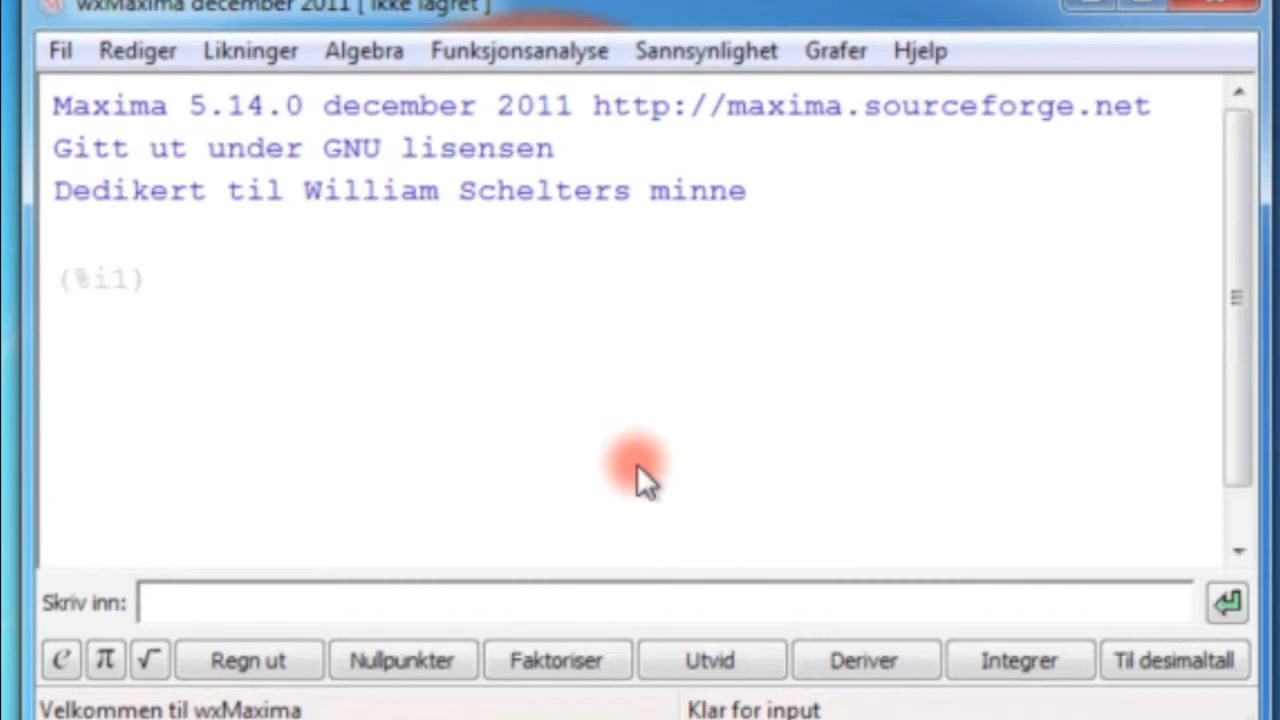 wxMaxima december 2011 [ ikke lagret ]
Fil Rediger Likninger Algebra Funksjonsanalyse Sannsynlighet Grafer Hjelp
Maxima 5.14.0 december 2011 http://maxima.sourceforge.net
Gitt ut under GNU lisensen
Dedikert til William Schelters minne
(%i1)
Skriv inn:
e π √ Regn ut Nullpunkter Faktoriser Utvid Deriver Integrer Til desimaltall
Velkommen til wxMaxima Klar for input